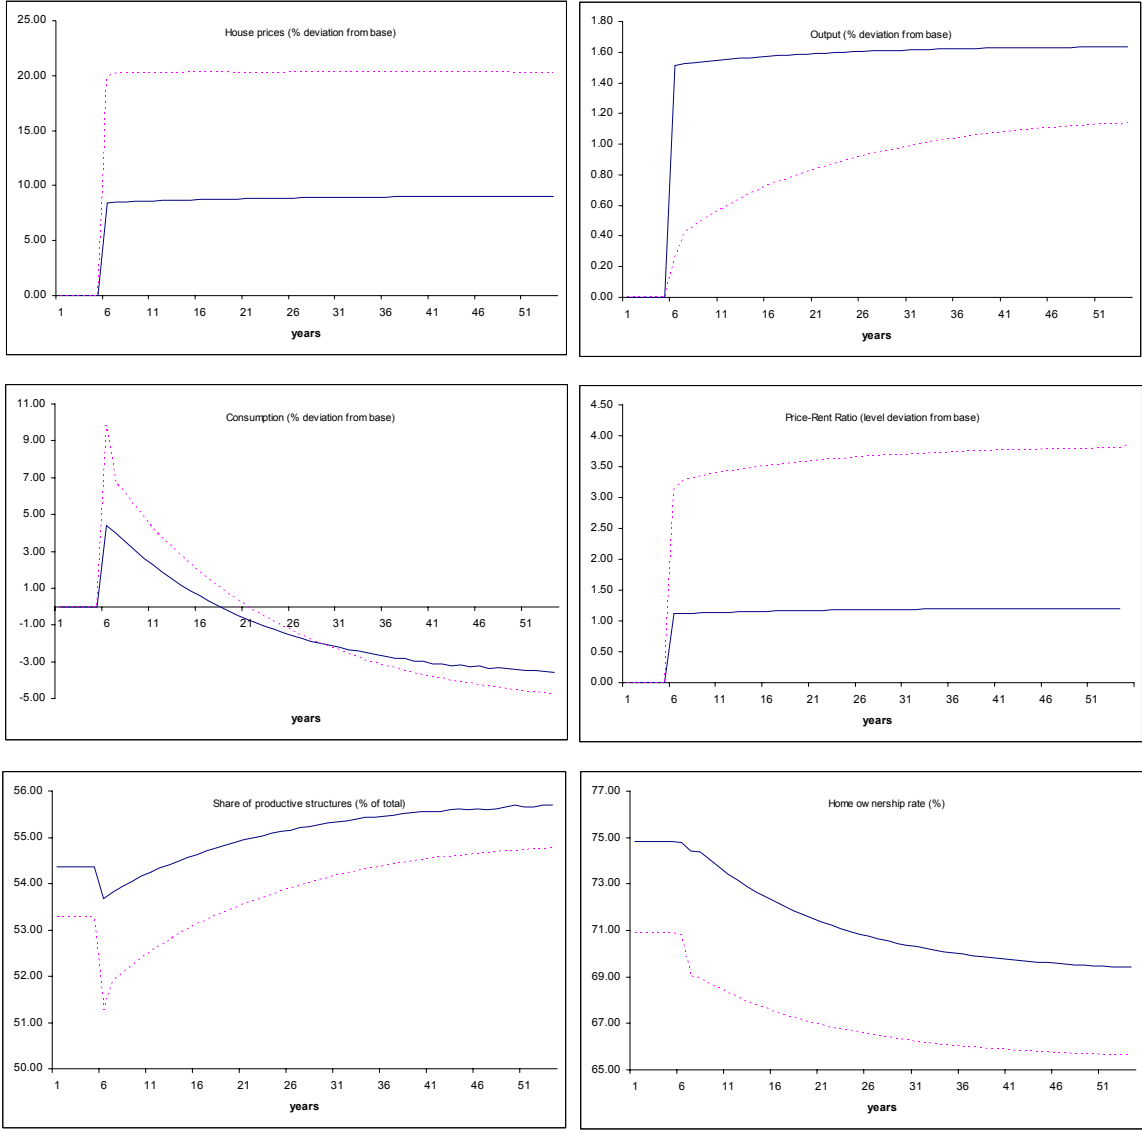 House prices (% deviation from base)
25.00
20.00
15.00
10.00
5.00
0.00
1 6 11 16 21 26 31 36 41 46 51
years
Output (% deviation from base)
1.80
1.60
1.40
1.20
1.00
0.80
0.60
0.40
0.20
0.00
1 6 11 16 21 26 31 36 41 46 51
years
Consumption (% deviation from base)
11.00
9.00
7.00
5.00
3.00
1.00
-1.00
-3.00
-5.00
1 6 11 16 21 26 31 36 41 46 51
years
Price-Rent Ratio (level deviation from base)
4.50
4.00
3.50
3.00
2.50
2.00
1.50
1.00
0.50
0.00
1 6 11 16 21 26 31 36 41 46 51
years
Share of productive structures (% of total)
56.00
55.00
54.00
53.00
52.00
51.00
50.00
1 6 11 16 21 26 31 36 41 46 51
years
Home ow nership rate (%)
77.00
75.00
73.00
71.00
69.00
67.00
65.00
1 6 11 16 21 26 31 36 41 46 51
years